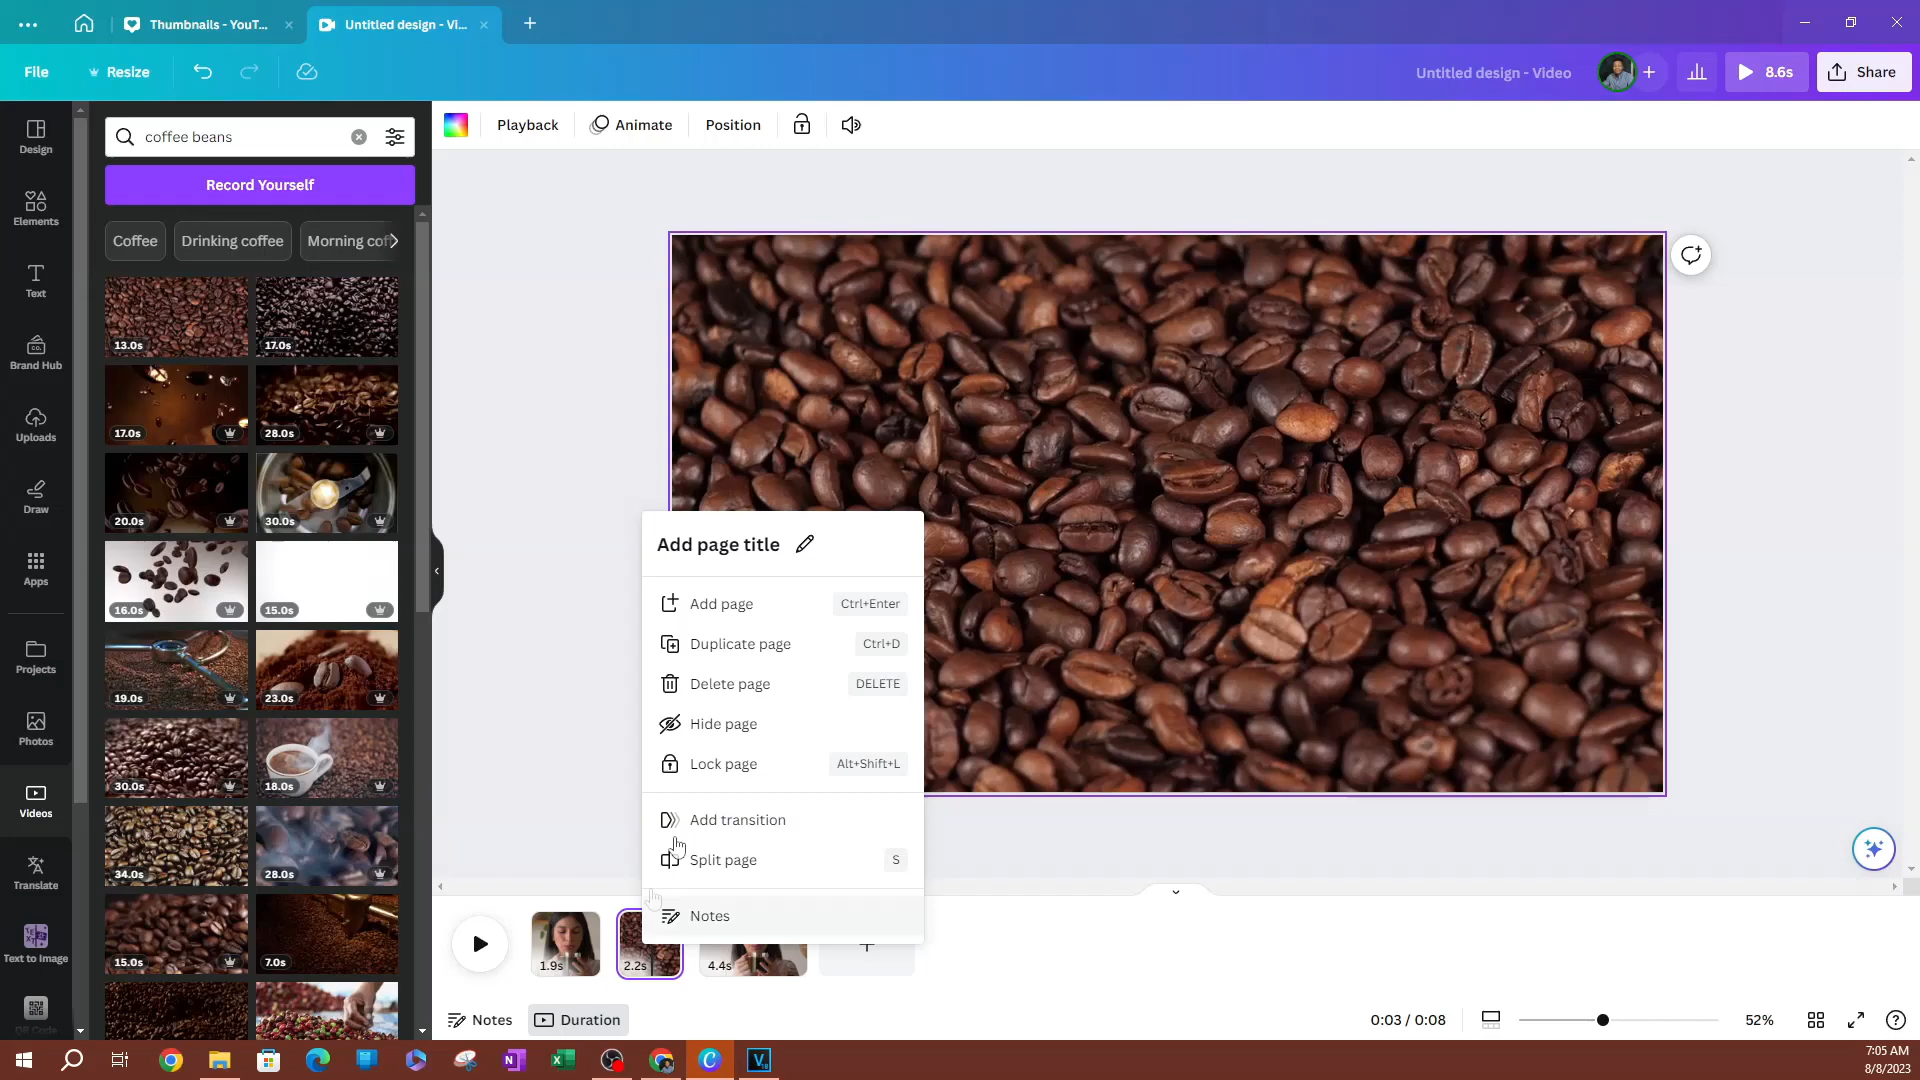 Thumbnails - YouT...
Untitled design - Vi...
File
Resize
Untitled design - Video
8.6s
Share
Design
Elements
Text
Brand Hub
Uploads
Draw
Apps
Projects
Photos
Videos
Translate
Text to Image
QR Code
coffee beans
Record Yourself
Coffee
Drinking coffee
Morning cof
13.0s
17.0s
17.0s
28.0s
20.0s
30.0s
16.0s
15.0s
19.0s
23.0s
30.0s
18.0s
34.0s
28.0s
15.0s
7.0s
Playback
Animate
Position
Add page title
Add page Ctrl+Enter
Duplicate page Ctrl+D
Delete page DELETE
Hide page
Lock page Alt+Shift+L
Add transition
Split page S
Notes
1.9s
2.2s
4.4s
Notes
Duration
0:03 / 0:08
52%
7:05 AM
8/8/2023